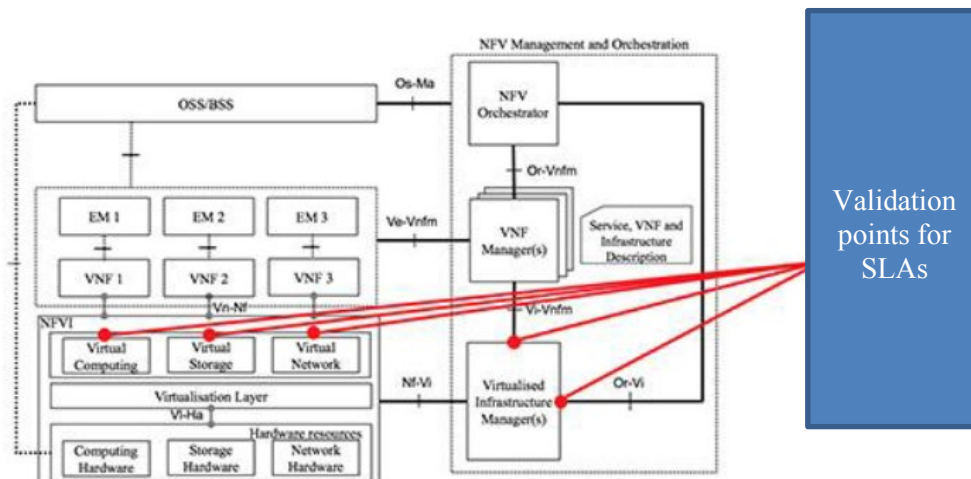 NFV Management and Orchestration
Os-Ma
OSS/BSS
NFV
Orchestrator
Or-Vnfm
EM 1
EM 2
EM 3
Ve-Vnfm
VNF
Manager(s)
Service, VNF and
Infrastructure
Description
VNF 1
VNF 2
VNF 3
Vn-Nf
Vi-Vnfm
NFVI
Virtual
Computing
Virtual
Storage
Virtual
Network
Virtualisation Layer
Nf-Vi
Virtualised
Infrastructure
Manager(s)
Or-Vi
Vl-Ha
Hardware resources
Computing
Hardware
Storage
Hardware
Network
Hardware
Validation
points for
SLAs